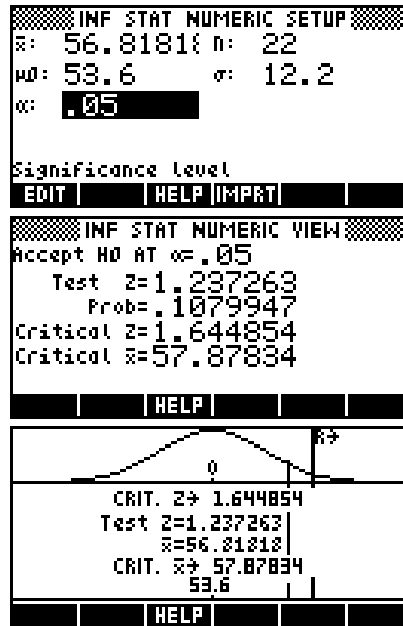 INF STAT NUMERIC SETUP
x̄: 56.81818 n: 22
μ0: 53.6 σ: 12.2
α: .05
Significance level
EDIT HELP IMPRT
INF STAT NUMERIC VIEW
Accept H0 AT α= .05
Test Z=1.237263
Prob=.1079947
Critical Z=1.644854
Critical x̄=57.87834
HELP
R→
0
CRIT. Z→ 1.644854
Test Z=1.237263
x̄=56.81818
CRIT. x̄→ 57.87834
53.6
HELP